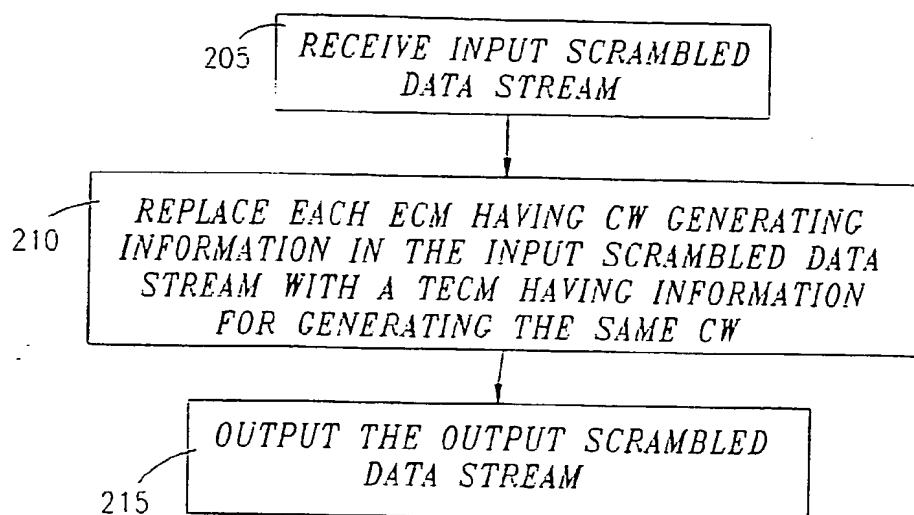 205
RECEIVE INPUT SCRAMBLED
DATA STREAM
210
REPLACE EACH ECM HAVING CW GENERATING
INFORMATION IN THE INPUT SCRAMBLED DATA
STREAM WITH A TECM HAVING INFORMATION
FOR GENERATING THE SAME CW
OUTPUT THE OUTPUT SCRAMBLED
DATA STREAM
215